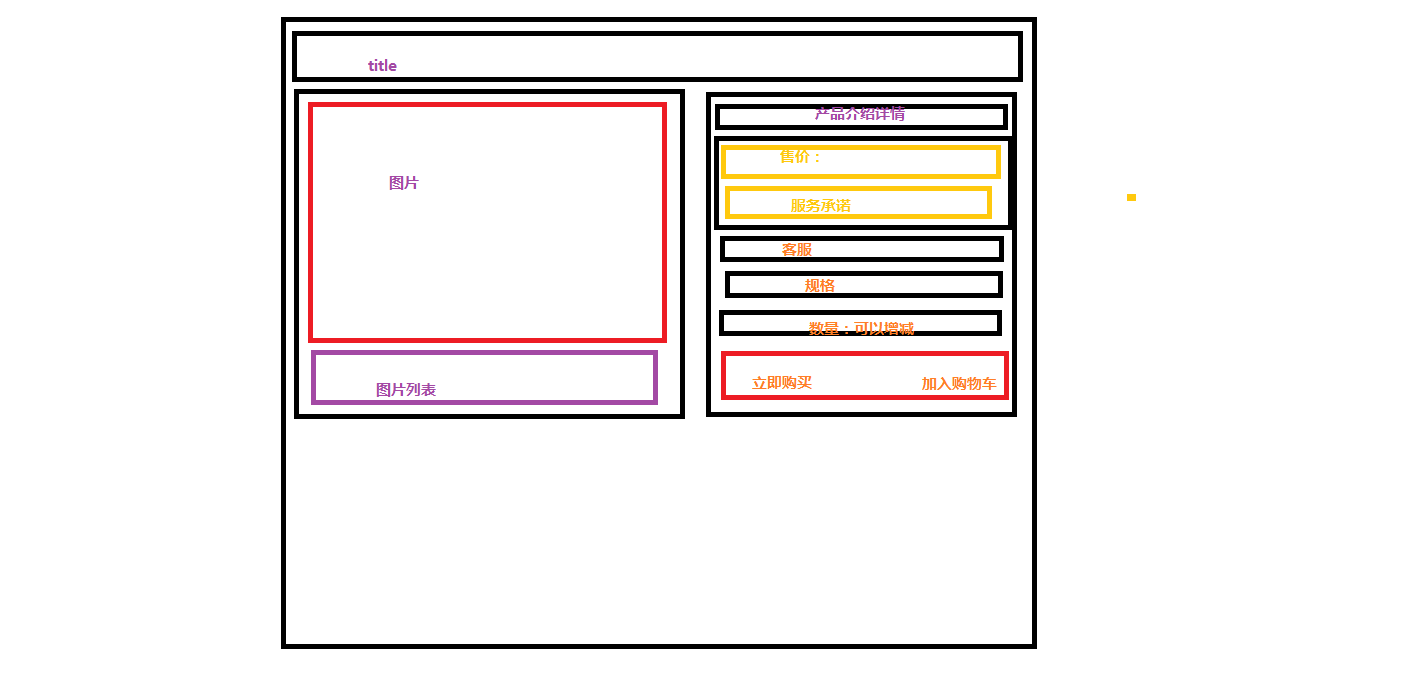 title
图片
图片列表
产品介绍详情
售价：
服务承诺
客服
规格
数量：可以增减
立即购买
加入购物车